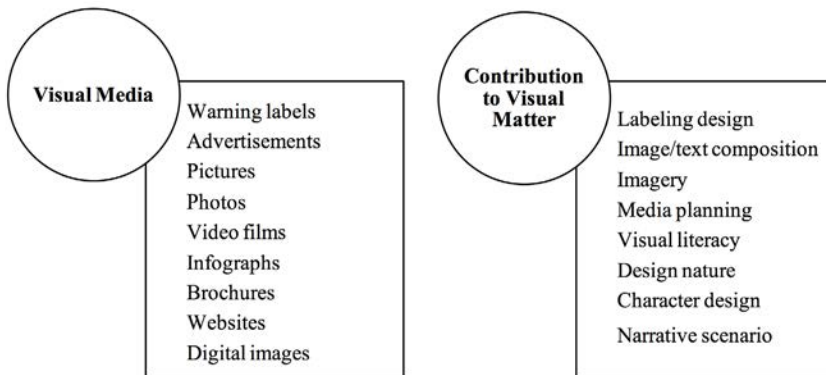 Visual Media
Warning labels
Advertisements
Pictures
Photos
Video films
Infographs
Brochures
Websites
Digital images
Contribution
to Visual
Matter
Labeling design
Image/text composition
Imagery
Media planning
Visual literacy
Design nature
Character design
Narrative scenario